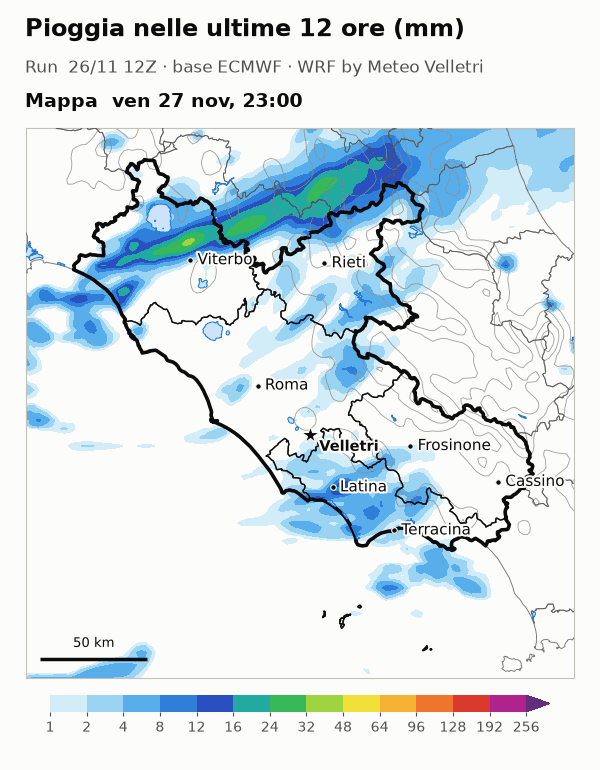 Pioggia nelle ultime 12 ore (mm)
Run  26/11 12Z · base ECMWF · WRF by Meteo Velletri
Mappa  ven 27 nov, 23:00
Viterbo
Rieti
Roma
Velletri
Frosinone
Cassino
Latina
Terracina
50 km
1 2 4 8 12 16 24 32 48 64 96 128 192 256